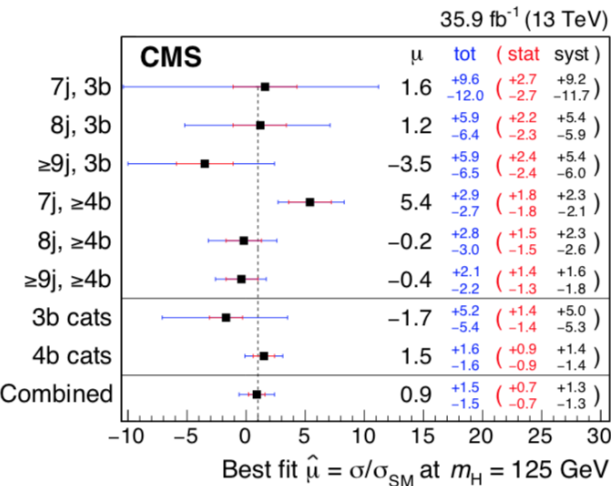 35.9 fb⁻¹ (13 TeV)
CMS μ tot ( stat syst )
7j, 3b 1.6 +9.6 −12.0 ( +2.7 −2.7 +9.2 −11.7 )
8j, 3b 1.2 +5.9 −6.4 ( +2.2 −2.3 +5.4 −5.9 )
≥9j, 3b −3.5 +5.9 −6.5 ( +2.4 −2.4 +5.4 −6.0 )
7j, ≥4b 5.4 +2.9 −2.7 ( +1.8 −1.8 +2.3 −2.1 )
8j, ≥4b −0.2 +2.8 −3.0 ( +1.5 −1.5 +2.3 −2.6 )
≥9j, ≥4b −0.4 +2.1 −2.2 ( +1.4 −1.3 +1.6 −1.8 )
3b cats −1.7 +5.2 −5.4 ( +1.4 −1.4 +5.0 −5.3 )
4b cats 1.5 +1.6 −1.6 ( +0.9 −0.9 +1.4 −1.4 )
Combined 0.9 +1.5 −1.5 ( +0.7 −0.7 +1.3 −1.3 )
−10 −5 0 5 10 15 20 25 30
Best fit μ̂ = σ/σ_SM at m_H = 125 GeV